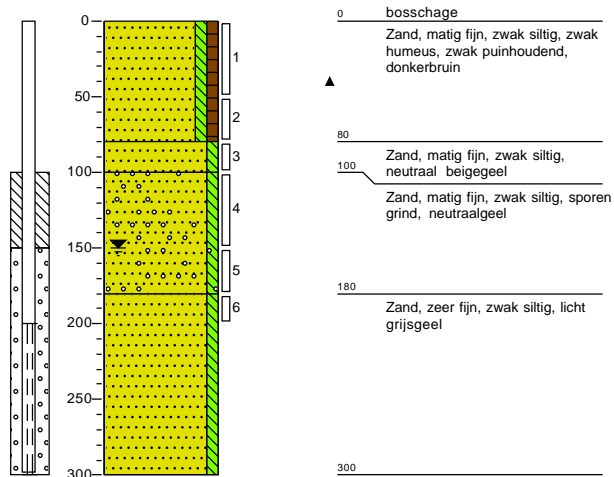 0
50
100
150
200
250
300
1
2
3
4
5
6
0 bosschage
Zand, matig fijn, zwak siltig, zwak
humeus, zwak puinhoudend,
donkerbruin
80
Zand, matig fijn, zwak siltig,
neutraal beigegeel
100
Zand, matig fijn, zwak siltig, sporen
grind, neutraalgeel
180
Zand, zeer fijn, zwak siltig, licht
grijsgeel
300